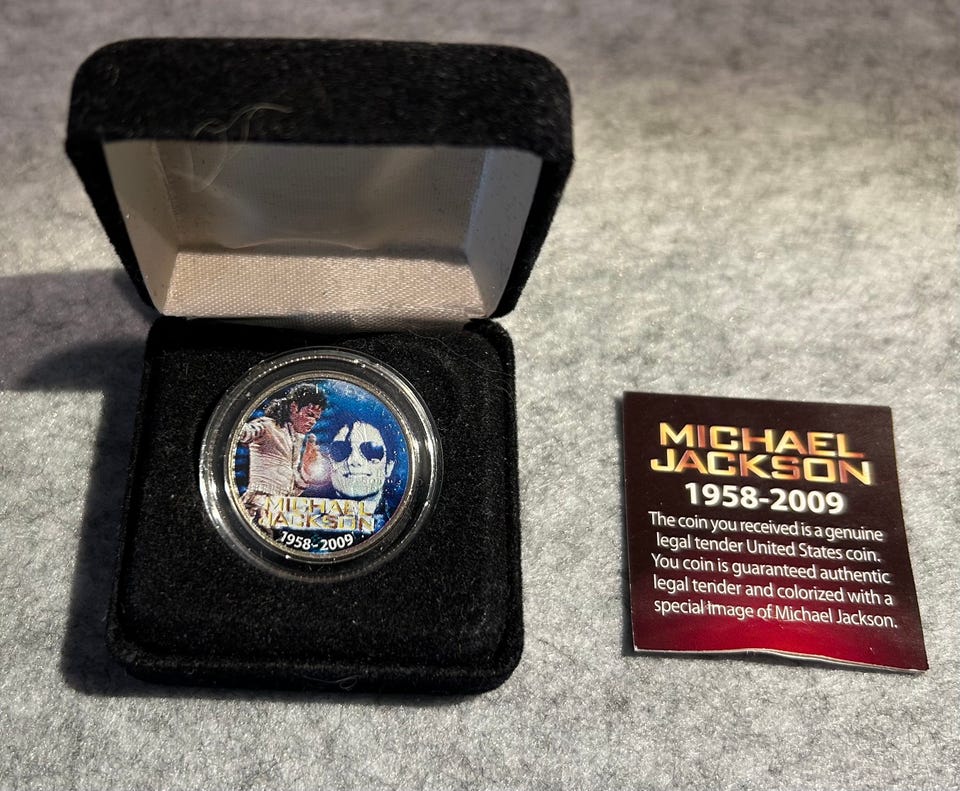 MICHAEL
JACKSON
1958-2009
MICHAEL
JACKSON
1958-2009
The coin you received is a genuine
legal tender United States coin.
You coin is guaranteed authentic
legal tender and colorized with a
special image of Michael Jackson.